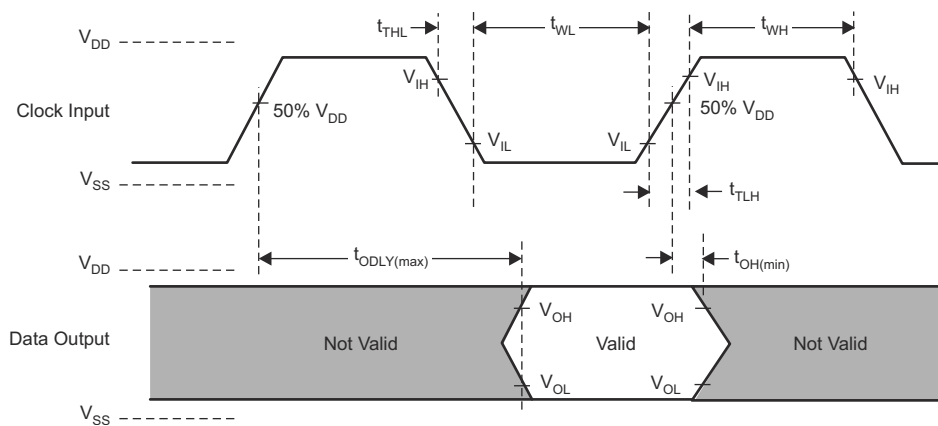 t_THL
t_WL
t_WH
V_DD
V_IH
V_IH
V_IH
Clock Input
50% V_DD
50% V_DD
V_IL
V_IL
V_SS
t_TLH
V_DD
t_ODLY(max)
t_OH(min)
V_OH
V_OH
Data Output
Not Valid
Valid
Not Valid
V_OL
V_OL
V_SS